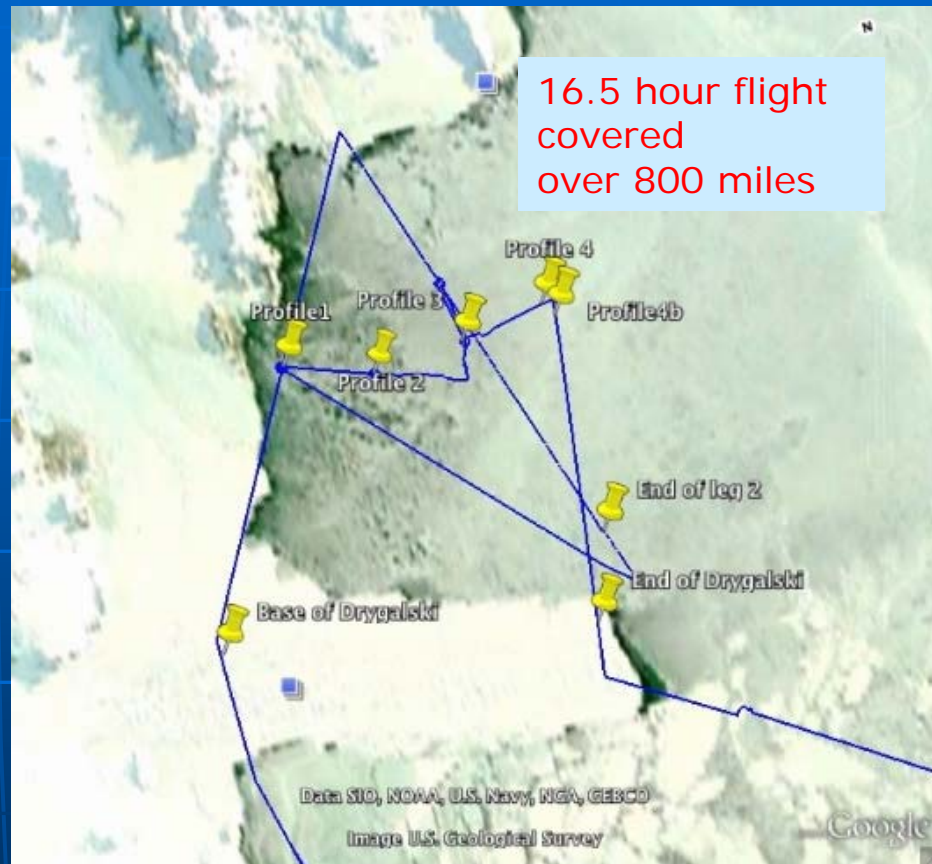 N
16.5 hour flight
covered
over 800 miles
Profile 4
Profile1
Profile 3
Profile4b
Profile 2
End of leg 2
End of Drygalski
Base of Drygalski
Data SIO, NOAA, U.S. Navy, NGA, GEBCO
Image U.S. Geological Survey
Google